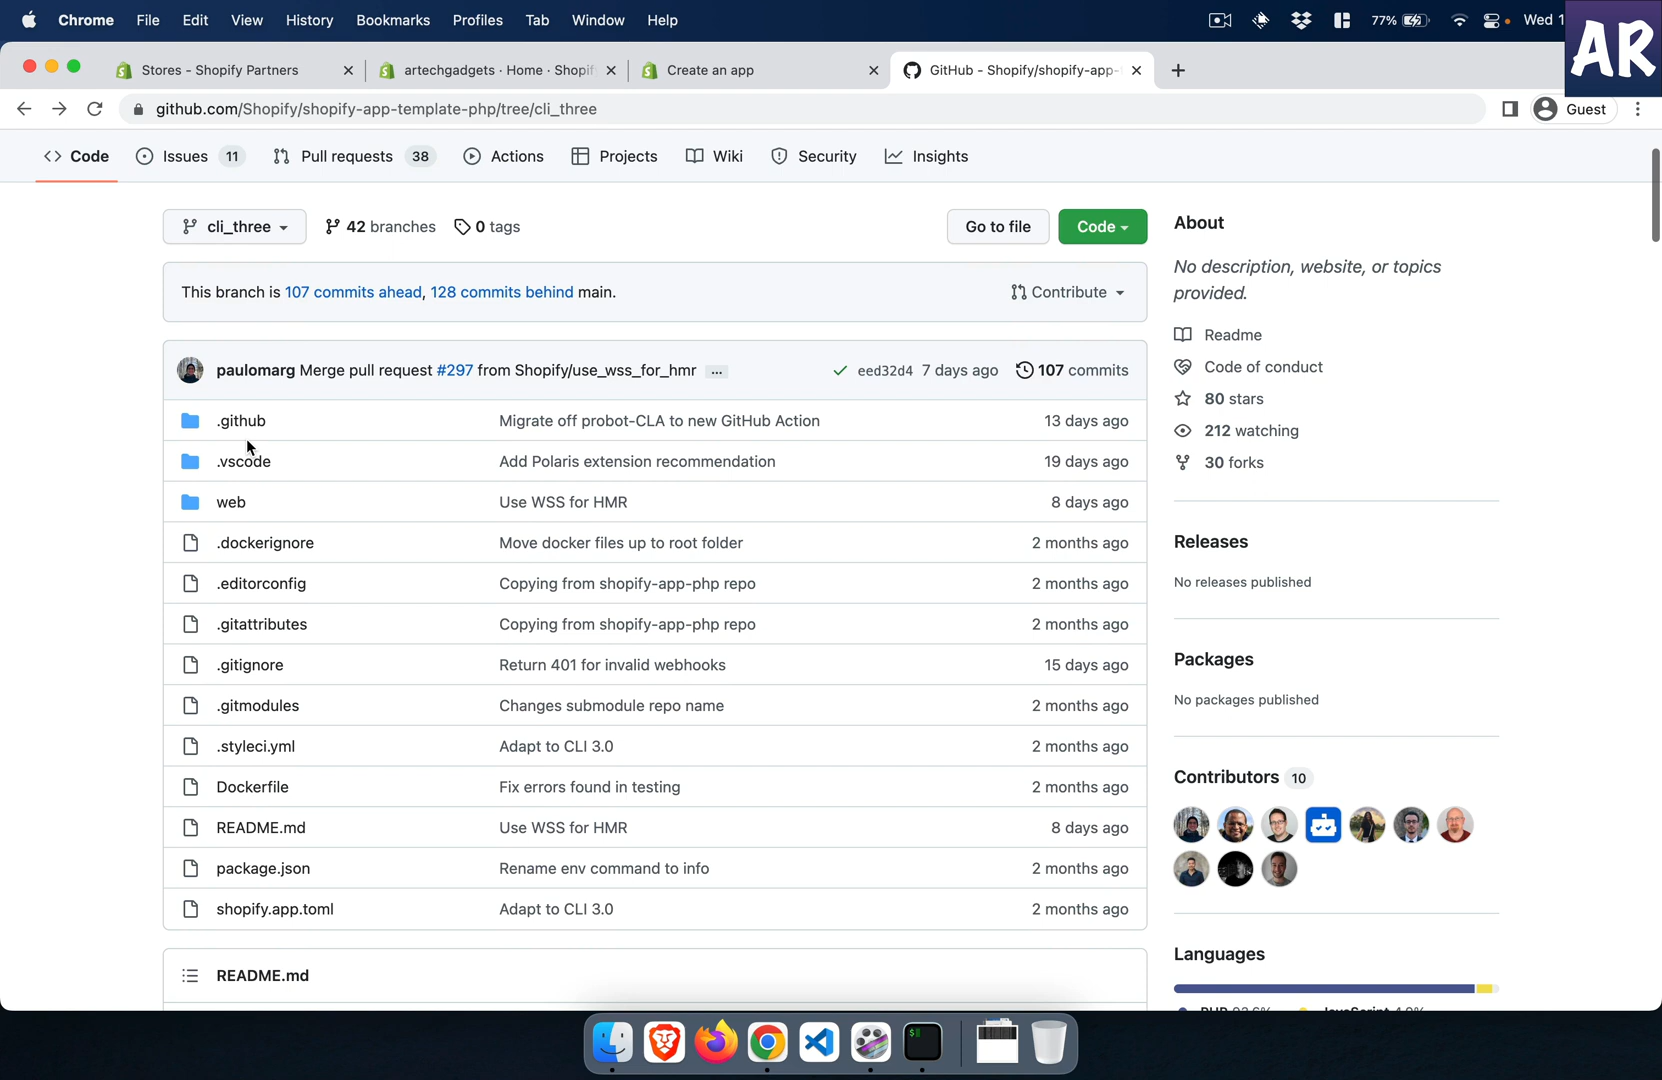 Chrome File Edit View History Bookmarks Profiles Tab Window Help 77% Wed 1
AR
Stores - Shopify Partners artechgadgets · Home · Shopif Create an app GitHub - Shopify/shopify-app-
github.com/Shopify/shopify-app-template-php/tree/cli_three Guest
Code Issues 11 Pull requests 38 Actions Projects Wiki Security Insights
cli_three 42 branches 0 tags Go to file Code
This branch is 107 commits ahead, 128 commits behind main. Contribute
paulomarg Merge pull request #297 from Shopify/use_wss_for_hmr ... eed32d4 7 days ago 107 commits
.github Migrate off probot-CLA to new GitHub Action 13 days ago
.vscode Add Polaris extension recommendation 19 days ago
web Use WSS for HMR 8 days ago
.dockerignore Move docker files up to root folder 2 months ago
.editorconfig Copying from shopify-app-php repo 2 months ago
.gitattributes Copying from shopify-app-php repo 2 months ago
.gitignore Return 401 for invalid webhooks 15 days ago
.gitmodules Changes submodule repo name 2 months ago
.styleci.yml Adapt to CLI 3.0 2 months ago
Dockerfile Fix errors found in testing 2 months ago
README.md Use WSS for HMR 8 days ago
package.json Rename env command to info 2 months ago
shopify.app.toml Adapt to CLI 3.0 2 months ago
README.md
About
No description, website, or topics
provided.
Readme
Code of conduct
80 stars
212 watching
30 forks
Releases
No releases published
Packages
No packages published
Contributors 10
Languages